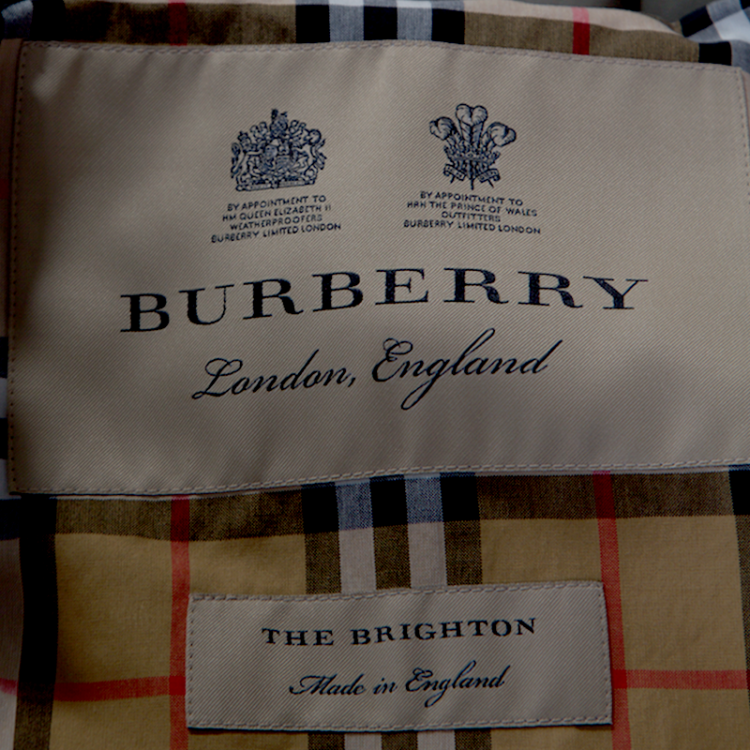 BY APPOINTMENT TO
HM QUEEN ELIZABETH II
WEATHERPROOFERS
BURBERRY LIMITED LONDON
BY APPOINTMENT TO
HRH THE PRINCE OF WALES
OUTFITTERS
BURBERRY LIMITED LONDON
BURBERRY
London, England
THE BRIGHTON
Made in England